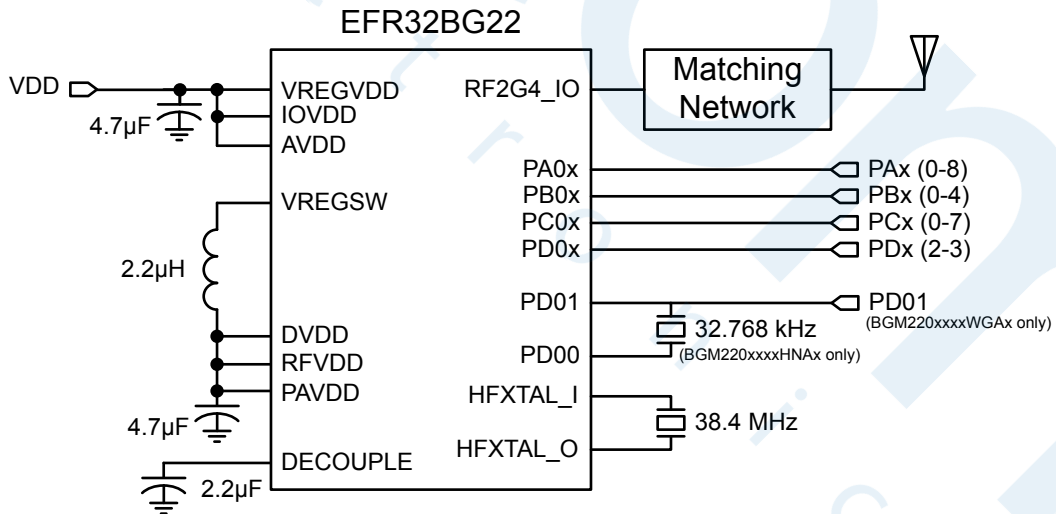 EFR32BG22
VDD
4.7µF
VREGVDD
IOVDD
AVDD
VREGSW
2.2µH
DVDD
RFVDD
PAVDD
4.7µF
DECOUPLE
2.2µF
RF2G4_IO
Matching
Network
PA0x
PAx (0-8)
PB0x
PBx (0-4)
PC0x
PCx (0-7)
PD0x
PDx (2-3)
PD01
PD01
(BGM220xxxxWGAx only)
32.768 kHz
(BGM220xxxxHNAx only)
PD00
HFXTAL_I
38.4 MHz
HFXTAL_O